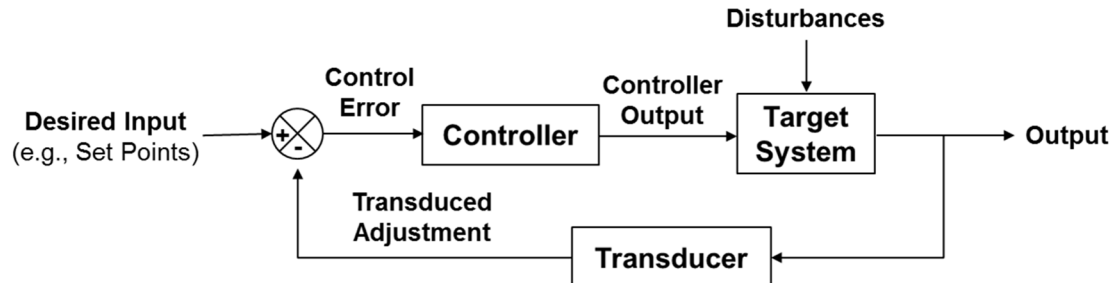 Disturbances
Control
Error
Controller
Output
Desired Input
(e.g., Set Points)
+
-
Controller
Target
System
Output
Transduced
Adjustment
Transducer